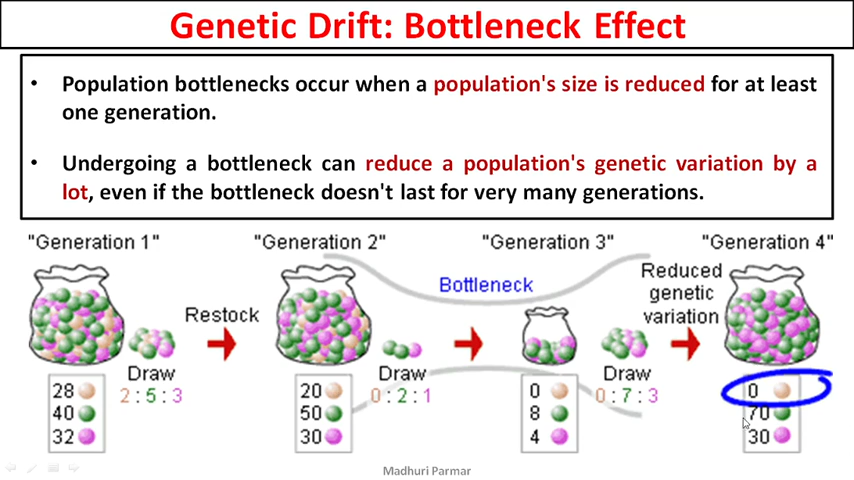 Genetic Drift: Bottleneck Effect
• Population bottlenecks occur when a population's size is reduced for at least
one generation.
• Undergoing a bottleneck can reduce a population's genetic variation by a
lot, even if the bottleneck doesn't last for very many generations.
"Generation 1" "Generation 2" "Generation 3" "Generation 4"
Bottleneck
Reduced
genetic
variation
Restock
Draw Draw Draw
2 : 5 : 3 0 : 2 : 1 0 : 7 : 3
28 20 0 0
40 50 8 70
32 30 4 30
Madhuri Parmar